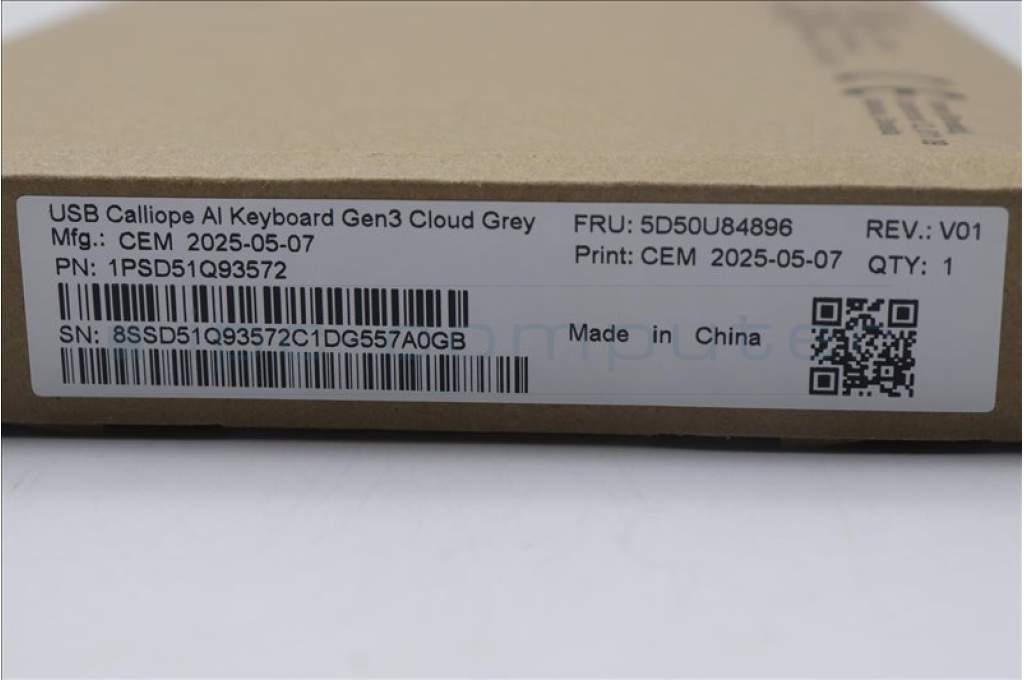 USB Calliope AI Keyboard Gen3 Cloud Grey
FRU: 5D50U84896
REV.: V01
Mfg.: CEM 2025-05-07
Print: CEM 2025-05-07
QTY: 1
PN: 1PSD51Q93572
SN: 8SSD51Q93572C1DG557A0GB
Made in China